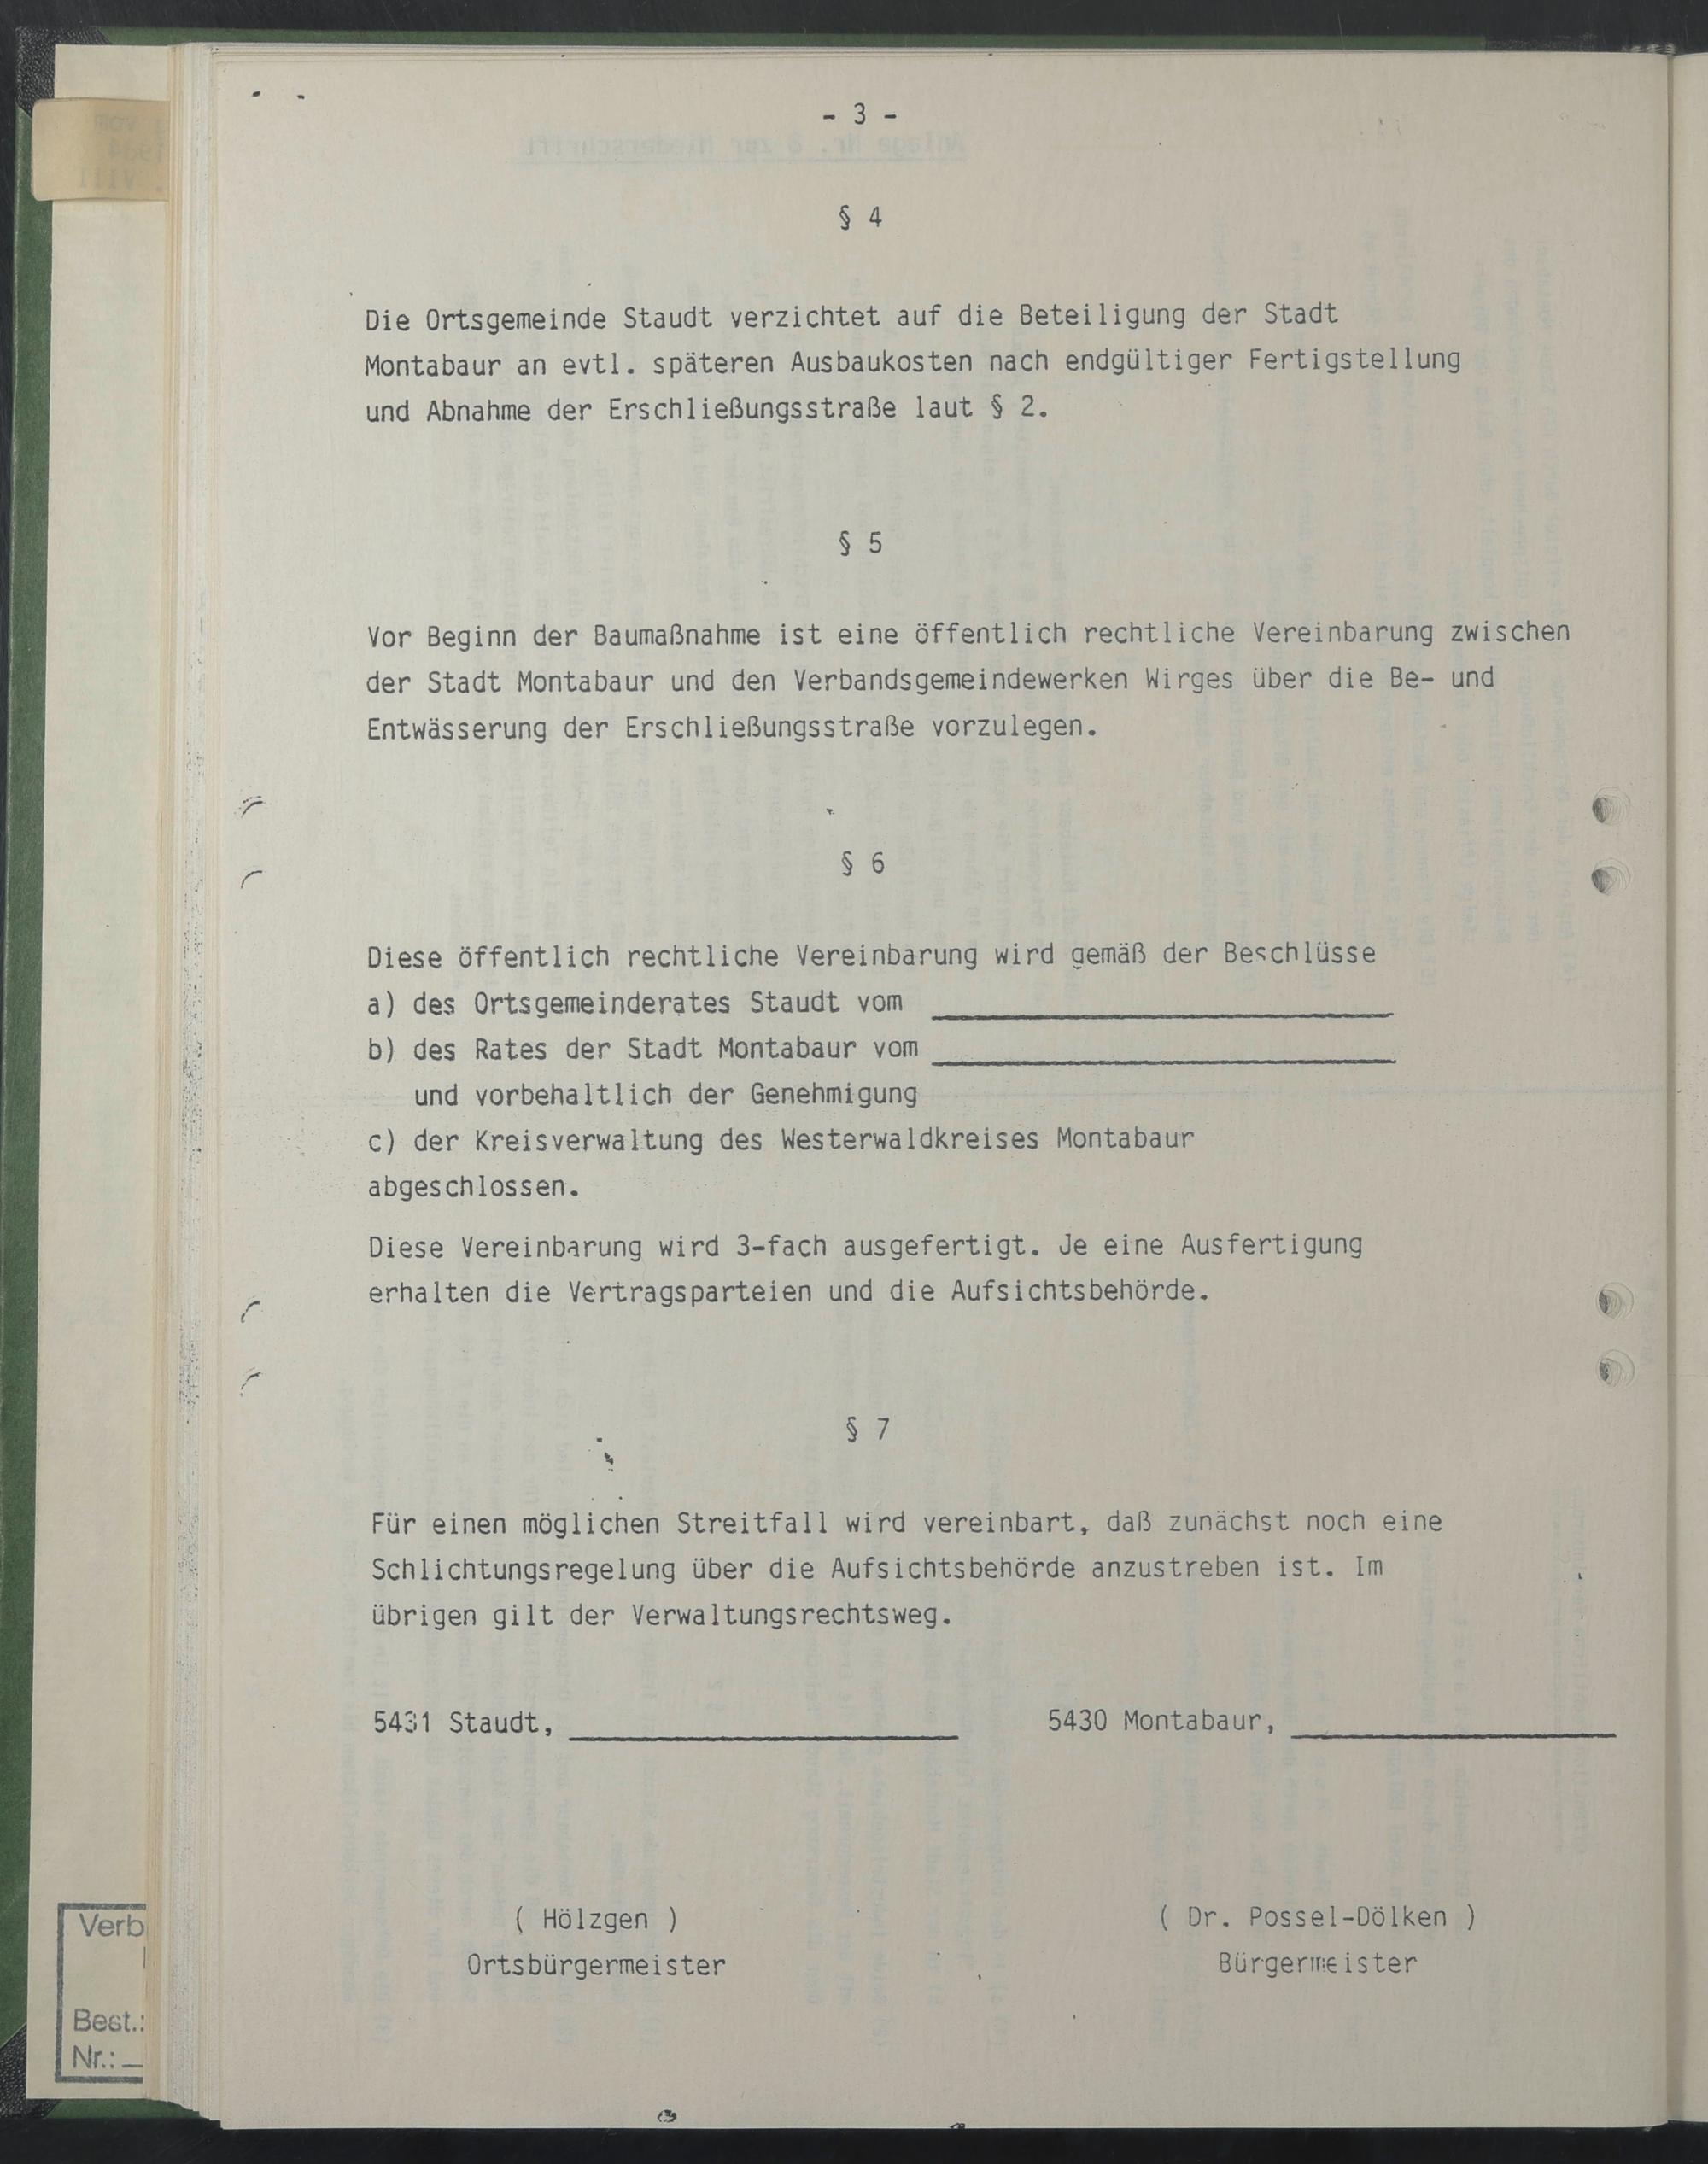 - 3 -
§ 4
Die Ortsgemeinde Staudt verzichtet auf die Beteiligung der Stadt
Montabaur an evtl. späteren Ausbaukosten nach endgültiger Fertigstellung
und Abnahme der Erschließungsstraße laut § 2.
§ 5
Vor Beginn der Baumaßnahme ist eine öffentlich rechtliche Vereinbarung zwischen
der Stadt Montabaur und den Verbandsgemeindewerken Wirges über die Be- und
Entwässerung der Erschließungsstraße vorzulegen.
§ 6
Diese öffentlich rechtliche Vereinbarung wird gemäß der Beschlüsse
a) des Ortsgemeinderates Staudt vom
b) des Rates der Stadt Montabaur vom
und vorbehaltlich der Genehmigung
c) der Kreisverwaltung des Westerwaldkreises Montabaur
abgeschlossen.
Diese Vereinbarung wird 3-fach ausgefertigt. Je eine Ausfertigung
erhalten die Vertragsparteien und die Aufsichtsbehörde.
§ 7
Für einen möglichen Streitfall wird vereinbart, daß zunächst noch eine
Schlichtungsregelung über die Aufsichtsbehörde anzustreben ist. Im
übrigen gilt der Verwaltungsrechtsweg.
5431 Staudt, 5430 Montabaur,
( Hölzgen ) ( Dr. Possel-Dölken )
Ortsbürgermeister Bürgermeister
Verb
Best.:
Nr.: